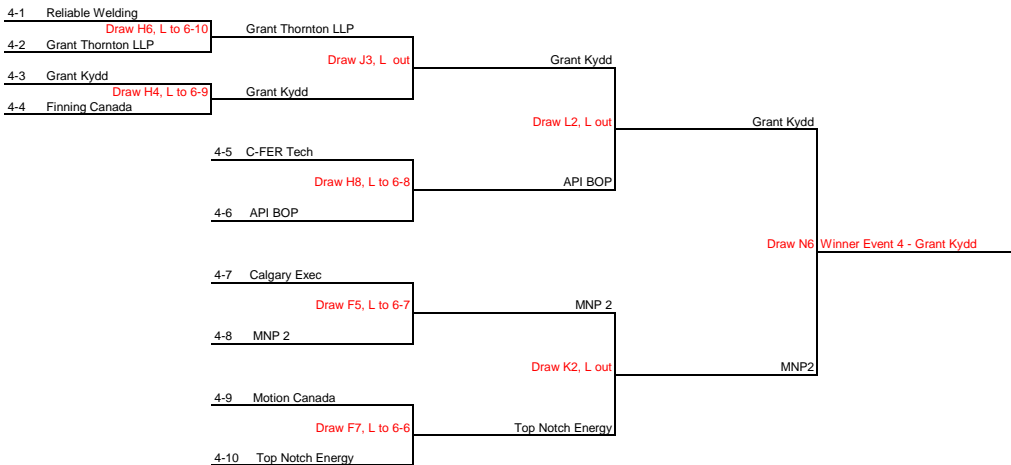 4-1 Reliable Welding
Draw H6, L to 6-10 Grant Thornton LLP
4-2 Grant Thornton LLP
Draw J3, L out Grant Kydd
4-3 Grant Kydd
Draw H4, L to 6-9 Grant Kydd
4-4 Finning Canada
Draw L2, L out Grant Kydd
4-5 C-FER Tech
Draw H8, L to 6-8 API BOP
4-6 API BOP
Draw N6 Winner Event 4 - Grant Kydd
4-7 Calgary Exec
Draw F5, L to 6-7 MNP 2
4-8 MNP 2
Draw K2, L out MNP2
4-9 Motion Canada
Draw F7, L to 6-6 Top Notch Energy
4-10 Top Notch Energy